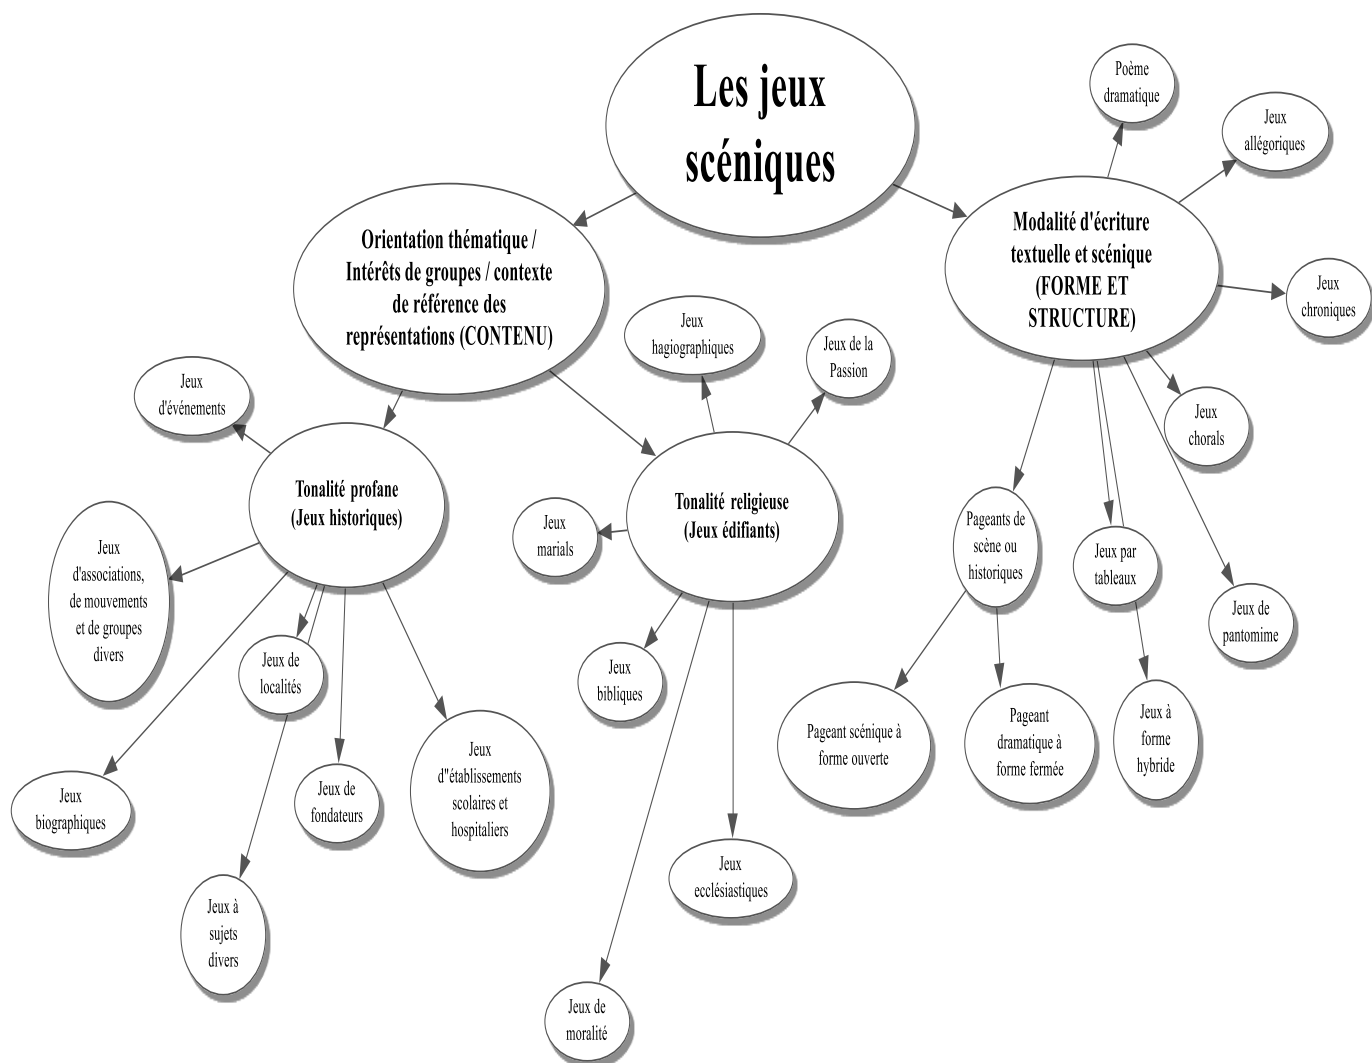 Les jeux
scéniques
Poème
dramatique
Jeux
allégoriques
Orientation thématique /
Intérêts de groupes / contexte
de référence des
représentations (CONTENU)
Modalité d'écriture
textuelle et scénique
(FORME ET
STRUCTURE)
Jeux
chroniques
Jeux
hagiographiques
Jeux de la
Passion
Jeux
d'événements
Jeux
chorals
Tonalité profane
(Jeux historiques)
Tonalité religieuse
(Jeux édifiants)
Jeux
marials
Pageants de
scène ou
historiques
Jeux par
tableaux
Jeux
d'associations,
de mouvements
et de groupes
divers
Jeux de
pantomime
Jeux de
localités
Jeux
bibliques
Pageant scénique à
forme ouverte
Pageant
dramatique à
forme fermée
Jeux à
forme
hybride
Jeux
biographiques
Jeux de
fondateurs
Jeux
d"établissements
scolaires et
hospitaliers
Jeux
ecclésiastiques
Jeux à
sujets
divers
Jeux de
moralité